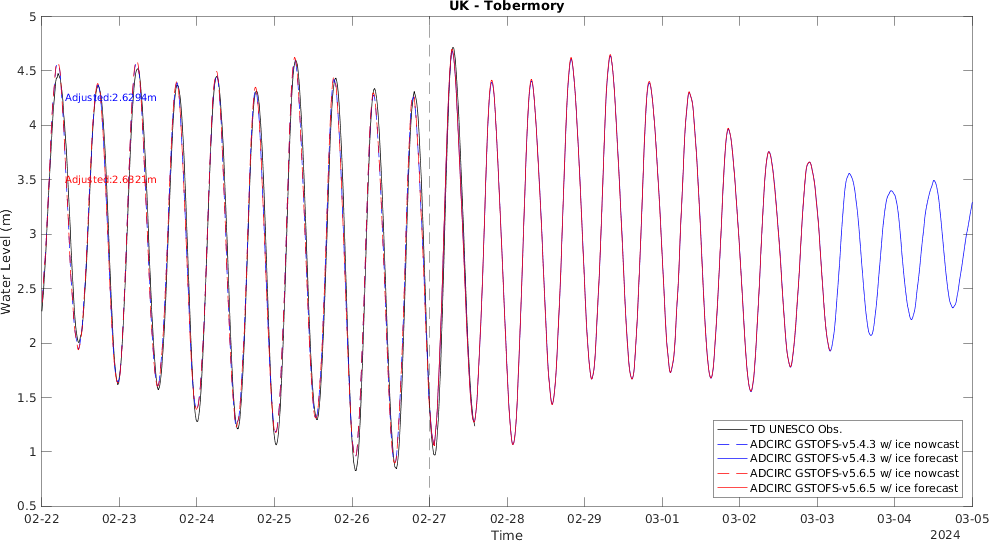 UK - Tobermory
5
4.5
4
3.5
3
2.5
2
1.5
1
0.5
Water Level (m)
Adjusted:2.6294m
Adjusted:2.6321m
TD UNESCO Obs.
ADCIRC GSTOFS-v5.4.3 w/ ice nowcast
ADCIRC GSTOFS-v5.4.3 w/ ice forecast
ADCIRC GSTOFS-v5.6.5 w/ ice nowcast
ADCIRC GSTOFS-v5.6.5 w/ ice forecast
02-22 02-23 02-24 02-25 02-26 02-27 02-28 02-29 03-01 03-02 03-03 03-04 03-05
Time
2024